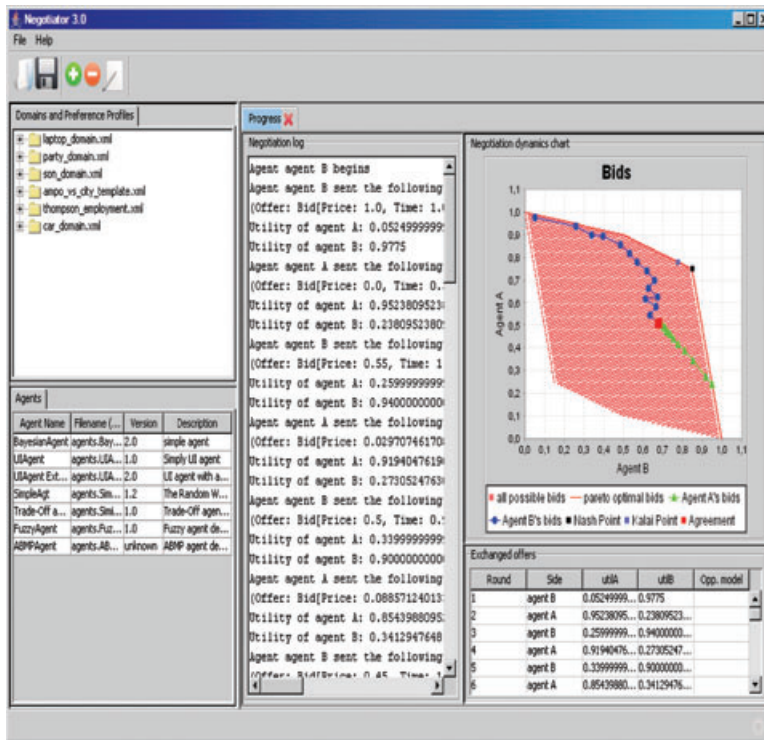 Negotiator 3.0
File Help
Domains and Preference Profiles
laptop_domain.xml
party_domain.xml
son_domain.xml
ampo_vs_city_template.xml
thompson_employment.xml
car_domain.xml
Agents
Agent Name Filename (... Version Description
BayesianAgent agents.Bay... 2.0 simple agent
UIAgent agents.UIA... 1.0 Simply UI agent
UIAgent Ext... agents.UIA... 2.0 UI agent with a...
SimpleAgt agents.Sim... 1.2 The Random W...
Trade-Off a... agents.Simi... 1.0 Trade-Off agen...
FuzzyAgent agents.Fuz... 1.0 Fuzzy agent de...
ABMPAgent agents.AB... unknown ABMP agent de...
Progress
Negotiation log
Agent agent B begins
Agent agent B sent the following
(Offer: Bid[Price: 1.0, Time: 1.
Utility of agent A: 0.0524999999
Utility of agent B: 0.9775
Agent agent A sent the following
(Offer: Bid[Price: 0.0, Time: 0.
Utility of agent A: 0.9523809523
Utility of agent B: 0.2380952380
Agent agent B sent the following
(Offer: Bid[Price: 0.55, Time: 1
Utility of agent A: 0.2599999999
Utility of agent B: 0.9400000000
Agent agent A sent the following
(Offer: Bid[Price: 0.02970746170
Utility of agent A: 0.9194047619
Utility of agent B: 0.2730524763
Agent agent B sent the following
(Offer: Bid[Price: 0.5, Time: 0.
Utility of agent A: 0.3399999999
Utility of agent B: 0.9000000000
Agent agent A sent the following
(Offer: Bid[Price: 0.0885712401
Utility of agent A: 0.854398809
Utility of agent B: 0.3412947648
Agent agent B sent the following
(Offer: Bid[Price: 0.45, Time: 1
Negotiation dynamics chart
Bids
1,1
1,0
0,9
0,8
0,7
0,6
0,5
0,4
0,3
0,2
0,1
0,0
Agent A
0,0 0,1 0,2 0,3 0,4 0,5 0,6 0,7 0,8 0,9 1,0 1,1
Agent B
all possible bids pareto optimal bids Agent A's bids
Agent B's bids Nash Point Kalai Point Agreement
Exchanged offers
Round Side utilA utilB Opp. model
1 agent B 0.05249999... 0.9775
2 agent A 0.95238095... 0.23809523...
3 agent B 0.25999999... 0.94000000...
4 agent A 0.91940476... 0.27305247...
5 agent B 0.33999999... 0.90000000...
6 agent A 0.85439880... 0.34129476...